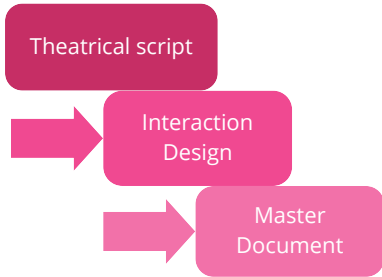 Theatrical script
Interaction
Design
Master
Document